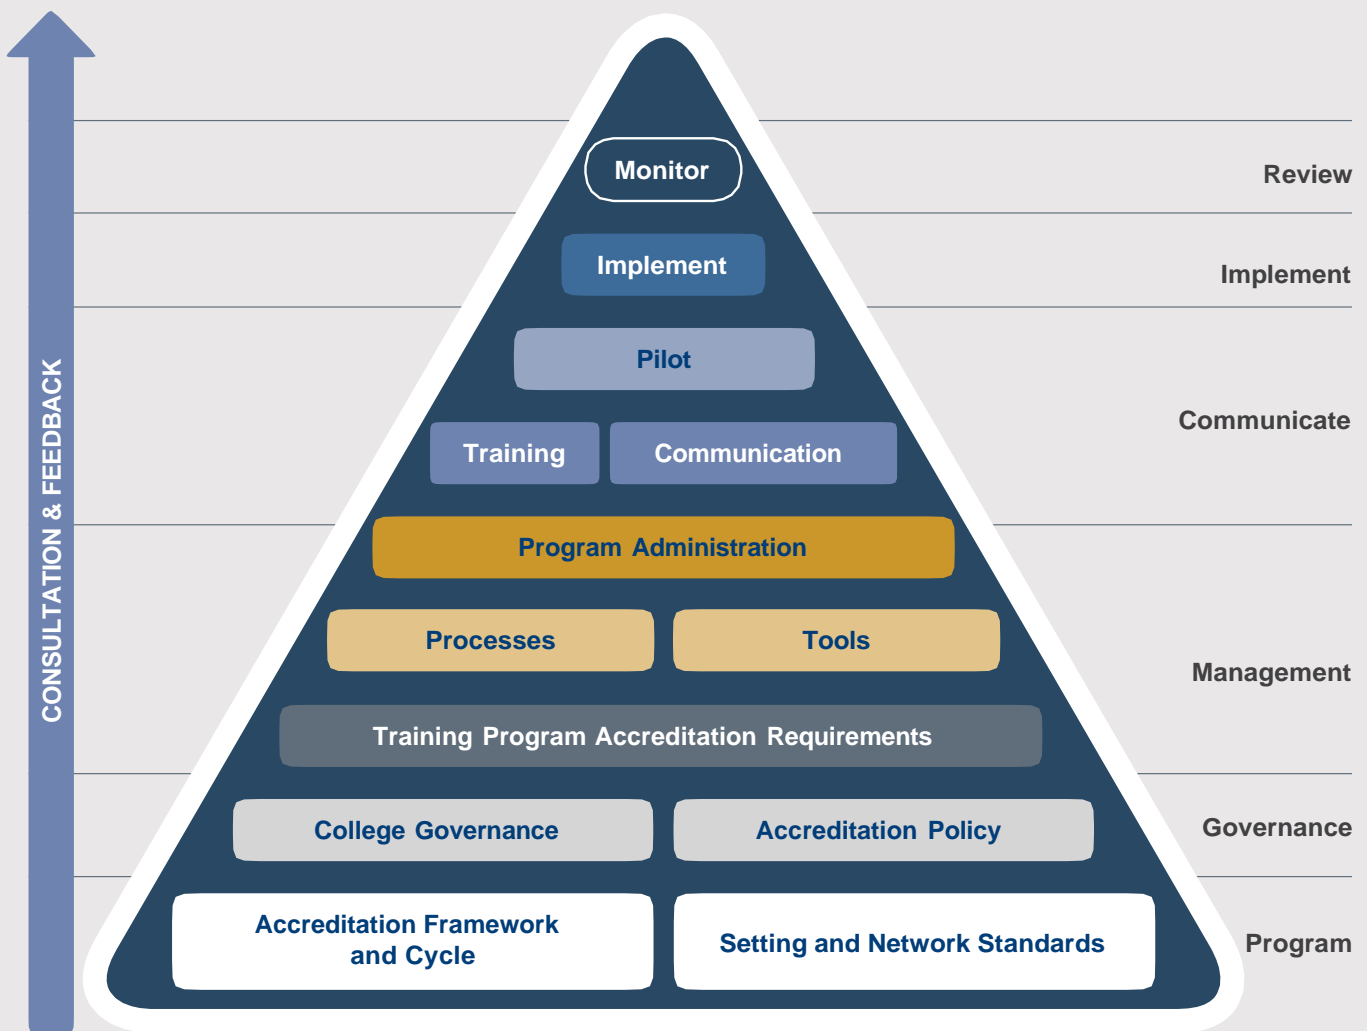 Monitor
Review
Implement
Implement
Pilot
Communicate
Training
Communication
CONSULTATION & FEEDBACK
Program Administration
Processes
Tools
Management
Training Program Accreditation Requirements
College Governance
Accreditation Policy
Governance
Accreditation Framework
and Cycle
Setting and Network Standards
Program